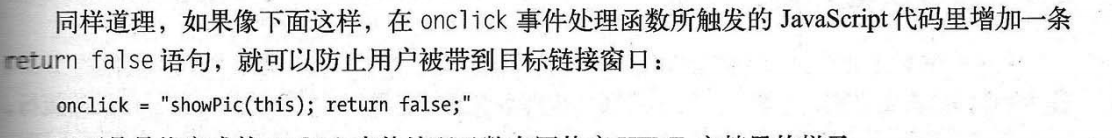 同样道理，如果像下面这样，在 onclick 事件处理函数所触发的 JavaScript 代码里增加一条
return false 语句，就可以防止用户被带到目标链接窗口：
onclick = "showPic(this); return false;"